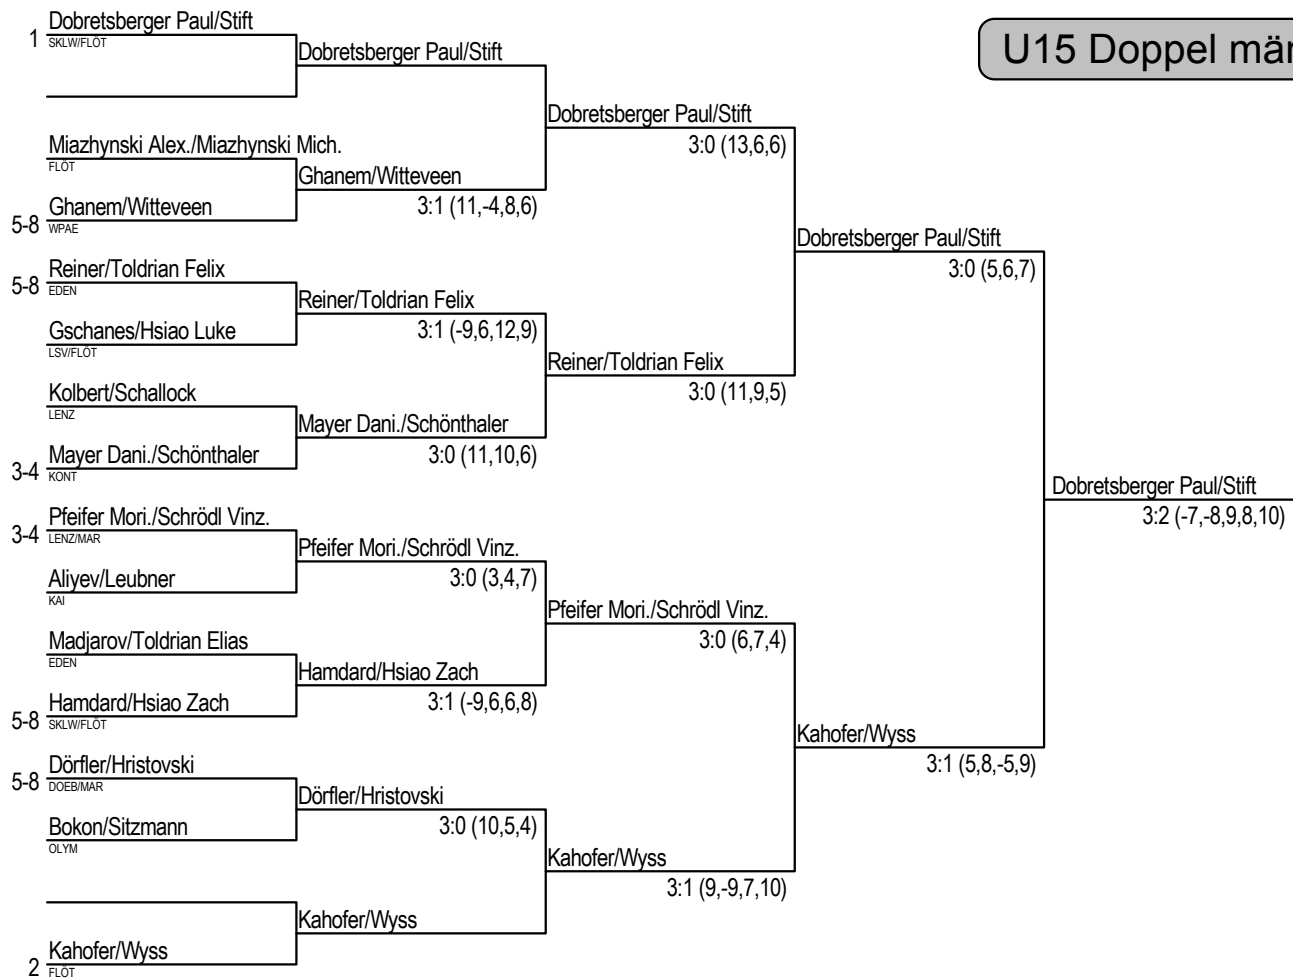 U15 Doppel mär
1 Dobretsberger Paul/Stift
SKLW/FLÖT
Miazhynski Alex./Miazhynski Mich.
FLÖT
5-8 Ghanem/Witteveen
WPAE
5-8 Reiner/Toldrian Felix
EDEN
Gschanes/Hsiao Luke
LSV/FLÖT
Kolbert/Schallock
LENZ
3-4 Mayer Dani./Schönthaler
KONT
3-4 Pfeifer Mori./Schrödl Vinz.
LENZ/MAR
Aliyev/Leubner
KAI
Madjarov/Toldrian Elias
EDEN
5-8 Hamdard/Hsiao Zach
SKLW/FLÖT
5-8 Dörfler/Hristovski
DOEB/MAR
Bokon/Sitzmann
OLYM
2 Kahofer/Wyss
FLÖT
Dobretsberger Paul/Stift
Ghanem/Witteveen
3:1 (11,-4,8,6)
Reiner/Toldrian Felix
3:1 (-9,6,12,9)
Mayer Dani./Schönthaler
3:0 (11,10,6)
Pfeifer Mori./Schrödl Vinz.
3:0 (3,4,7)
Hamdard/Hsiao Zach
3:1 (-9,6,6,8)
Dörfler/Hristovski
3:0 (10,5,4)
Kahofer/Wyss
Dobretsberger Paul/Stift
3:0 (13,6,6)
Reiner/Toldrian Felix
3:0 (11,9,5)
Pfeifer Mori./Schrödl Vinz.
3:0 (6,7,4)
Kahofer/Wyss
3:1 (9,-9,7,10)
Dobretsberger Paul/Stift
3:0 (5,6,7)
Kahofer/Wyss
3:1 (5,8,-5,9)
Dobretsberger Paul/Stift
3:2 (-7,-8,9,8,10)